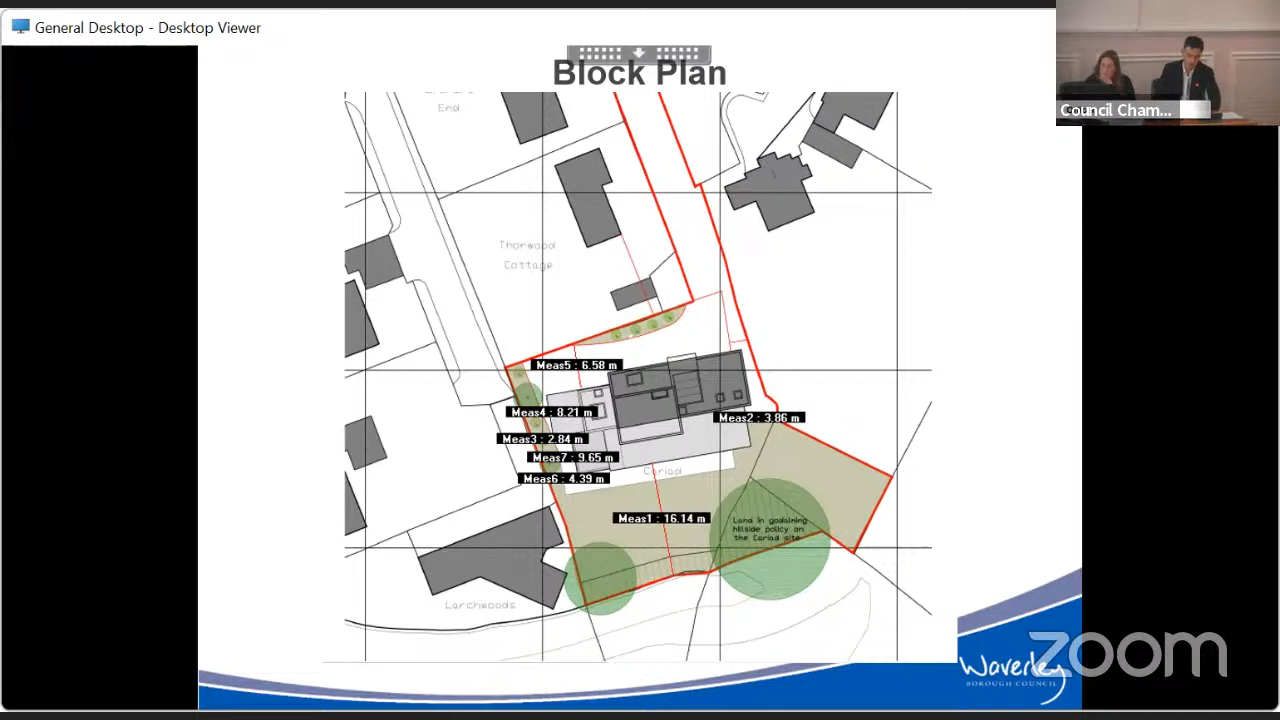 General Desktop - Desktop Viewer
Council Cham...
Block Plan
End
Thorwood
Cottage
Meas5 : 6.58 m
Meas4 : 8.21 m
Meas2 : 3.86 m
Meas3 : 2.84 m
Meas7 : 9.65 m
Cariad
Meas6 : 4.39 m
Meas1 : 16.14 m
Land in godalming
hillside policy on
the Cariad site
Larchwoods
Waverley
BOROUGH COUNCIL
zoom